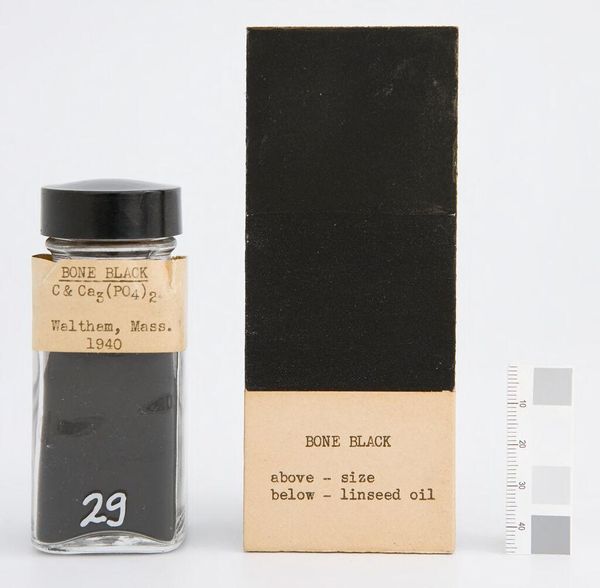 BONE BLACK
C & Ca3(PO4)2
Waltham, Mass.
1940
29
BONE BLACK
above - size
below - linseed oil
10
20
30
40